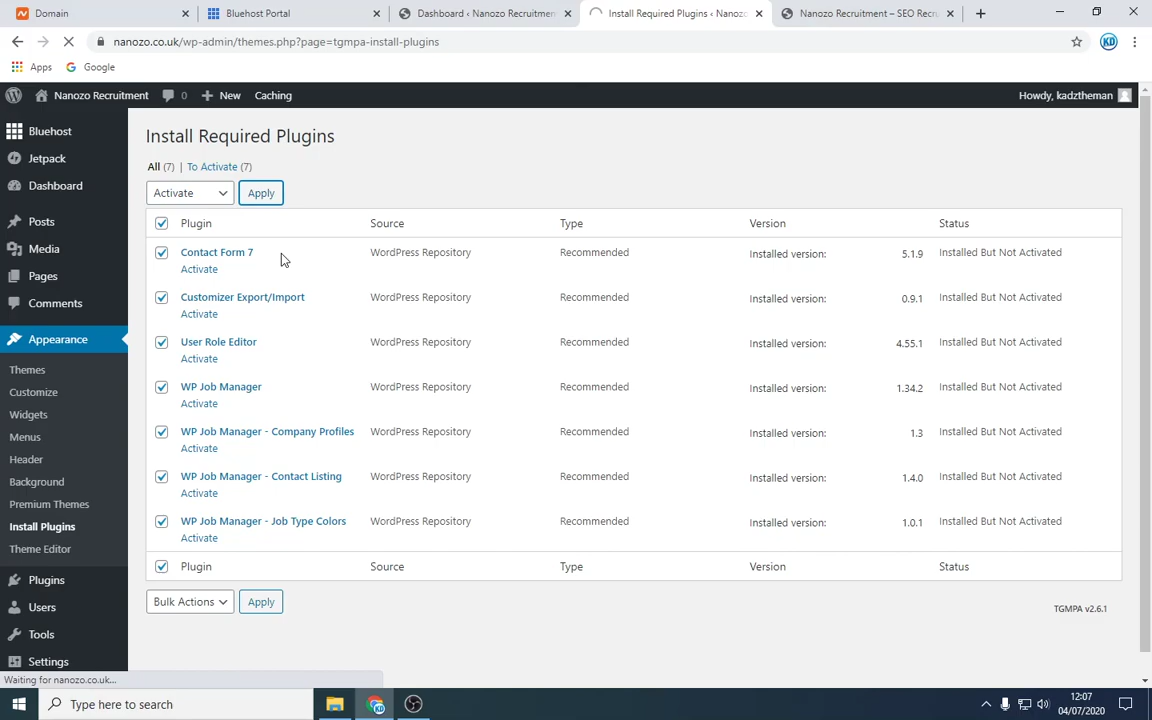 Domain
Bluehost Portal
Dashboard ‹ Nanozo Recruitment
Install Required Plugins ‹ Nanozo
Nanozo Recruitment – SEO Recru
nanozo.co.uk/wp-admin/themes.php?page=tgmpa-install-plugins
KD
Apps
Google
Nanozo Recruitment
0
New
Caching
Howdy, kadztheman
Bluehost
Jetpack
Dashboard
Posts
Media
Pages
Comments
Appearance
Themes
Customize
Widgets
Menus
Header
Background
Premium Themes
Install Plugins
Theme Editor
Plugins
Users
Tools
Settings
Install Required Plugins
All (7) | To Activate (7)
Activate
Apply
Plugin Source Type Version Status
Contact Form 7 WordPress Repository Recommended Installed version: 5.1.9 Installed But Not Activated
Activate
Customizer Export/Import WordPress Repository Recommended Installed version: 0.9.1 Installed But Not Activated
Activate
User Role Editor WordPress Repository Recommended Installed version: 4.55.1 Installed But Not Activated
Activate
WP Job Manager WordPress Repository Recommended Installed version: 1.34.2 Installed But Not Activated
Activate
WP Job Manager - Company Profiles WordPress Repository Recommended Installed version: 1.3 Installed But Not Activated
Activate
WP Job Manager - Contact Listing WordPress Repository Recommended Installed version: 1.4.0 Installed But Not Activated
Activate
WP Job Manager - Job Type Colors WordPress Repository Recommended Installed version: 1.0.1 Installed But Not Activated
Activate
Plugin Source Type Version Status
Bulk Actions
Apply
TGMPA v2.6.1
Waiting for nanozo.co.uk...
Type here to search
KD
12:07
04/07/2020